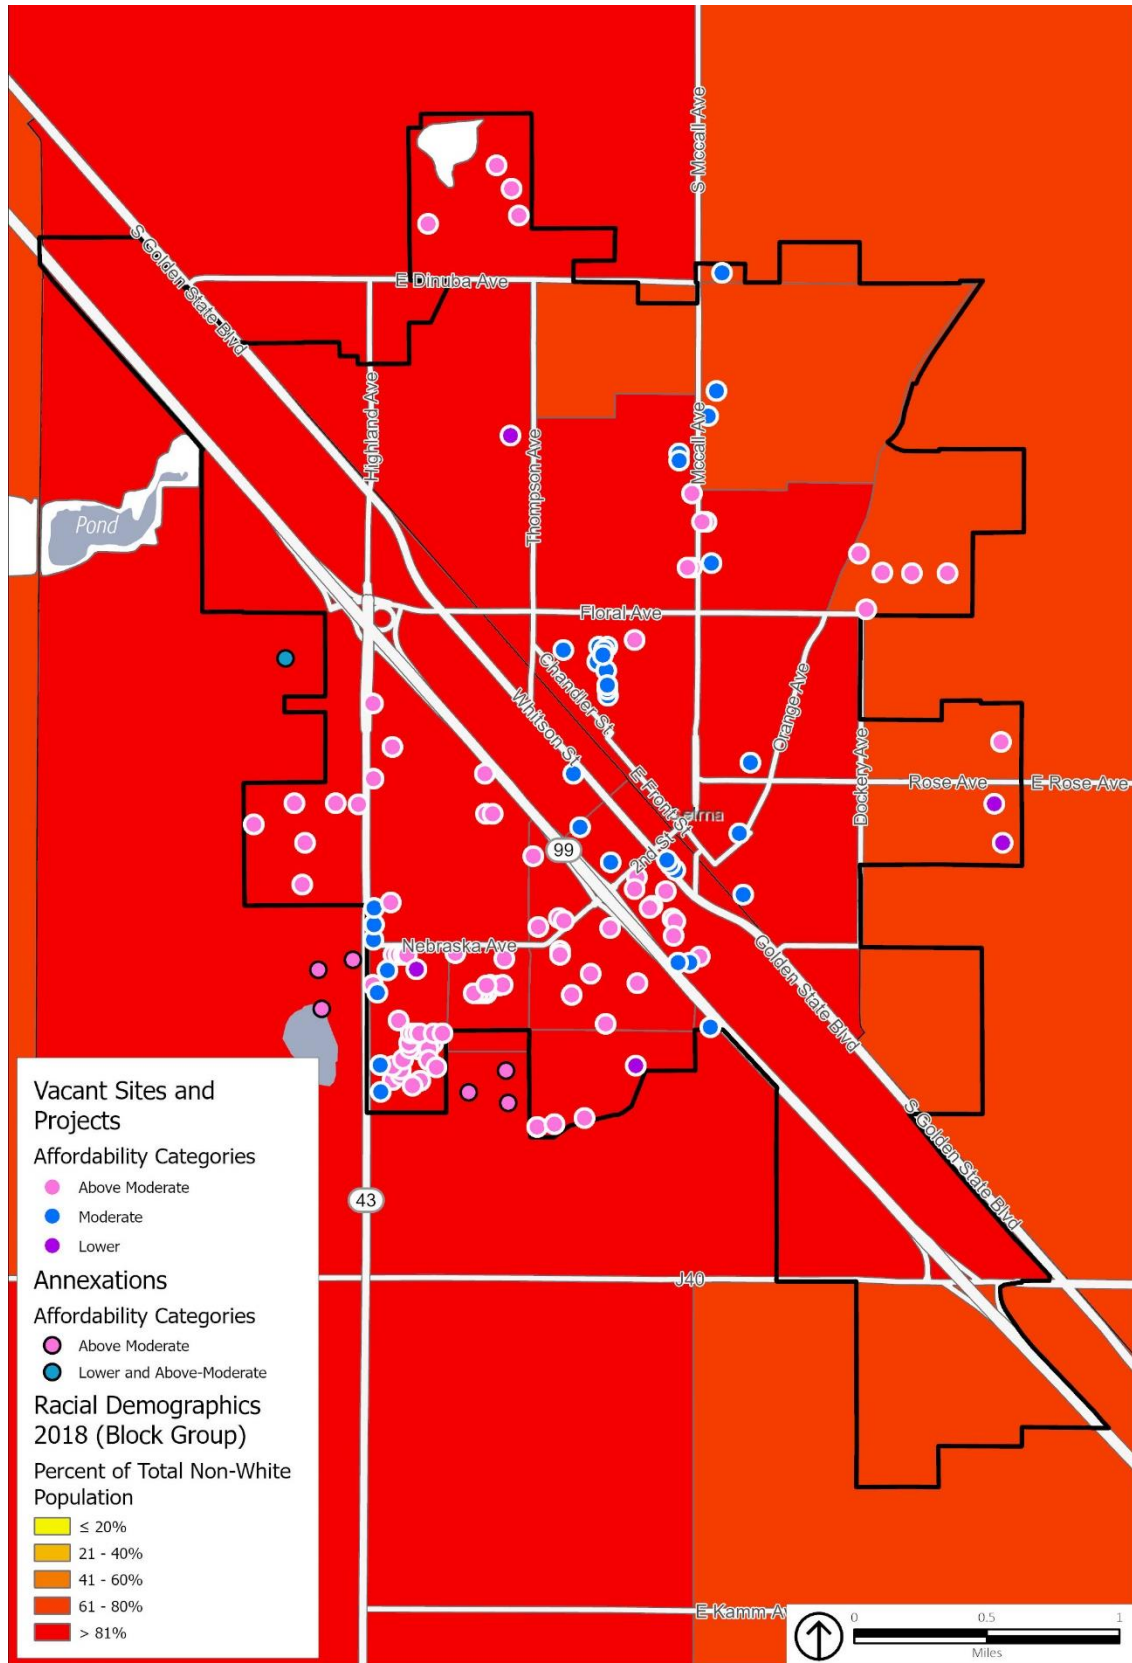 S Mccall Ave
S Golden State Blvd
E Dinuba Ave
Highland Ave
Thompson Ave
Mccall Ave
Pond
Floral Ave
Chandler St.
Whitson St
Orange Ave
E Front St
Dockery Ave
Rose Ave
E Rose Ave
2nd St
99
Nebraska Ave
Golden State Blvd
S Golden State Blvd
43
J40
E Kamm Av
Vacant Sites and
Projects
Affordability Categories
Above Moderate
Moderate
Lower
Annexations
Affordability Categories
Above Moderate
Lower and Above-Moderate
Racial Demographics
2018 (Block Group)
Percent of Total Non-White
Population
≤ 20%
21 - 40%
41 - 60%
61 - 80%
> 81%
0 0.5 1
Miles